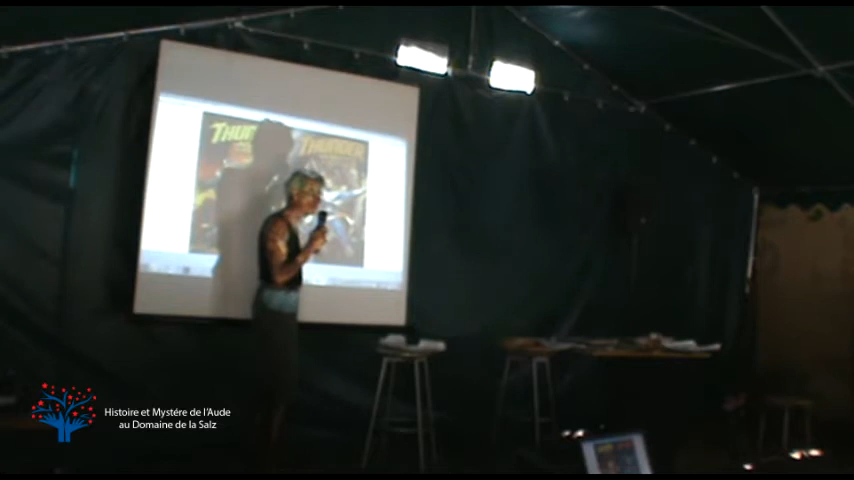 THUN
THUNDER
Histoire et Mystére de l'Aude
au Domaine de la Salz